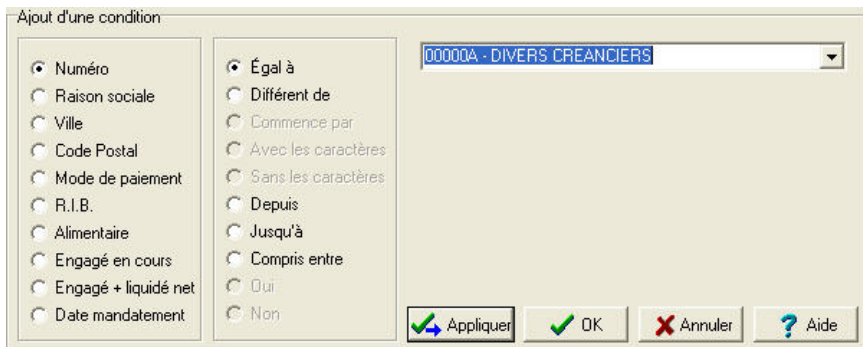 Ajout d'une condition
Numéro
Raison sociale
Ville
Code Postal
Mode de paiement
R.I.B.
Alimentaire
Engagé en cours
Engagé + liquidé net
Date mandatement
Égal à
Différent de
Commence par
Avec les caractères
Sans les caractères
Depuis
Jusqu'à
Compris entre
Oui
Non
00000A - DIVERS CREANCIERS
Appliquer
OK
Annuler
? Aide